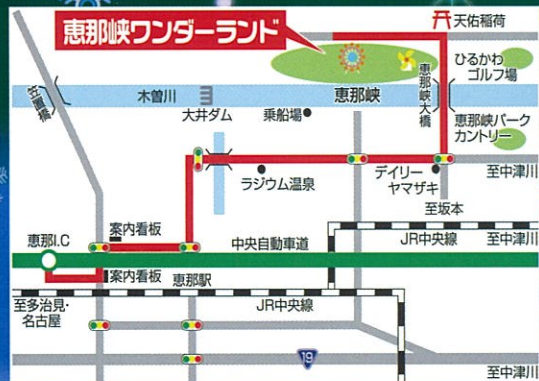 恵那峡ワンダーランド
天佑稲荷
ひるかわ
ゴルフ場
恵那峡大橋
笠置橋
木曽川
大井ダム
乗船場
恵那峡
恵那峡パーク
カントリー
ラジウム温泉
デイリー
ヤマザキ
至中津川
至坂本
恵那I.C
案内看板
中央自動車道
JR中央線
至中津川
案内看板
恵那駅
至多治見・
名古屋
JR中央線
19
至中津川